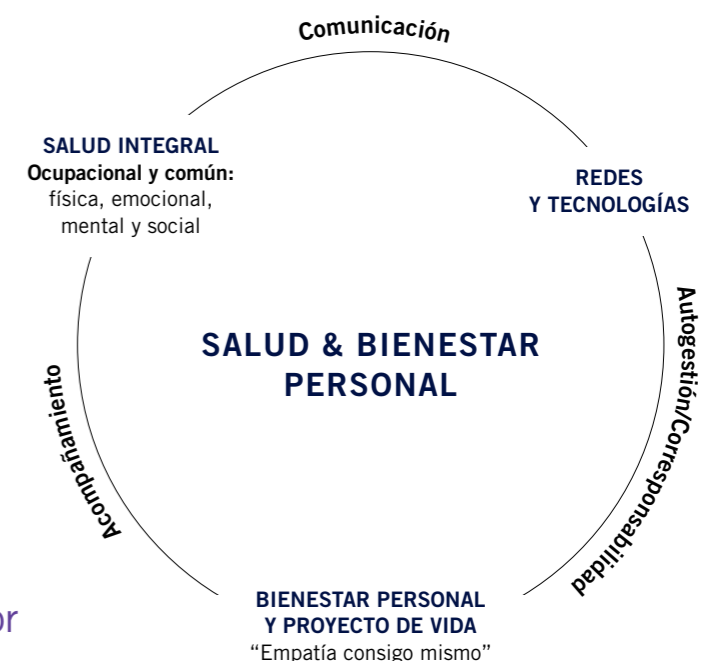 Comunicación
SALUD INTEGRAL
Ocupacional y común:
física, emocional,
mental y social
REDES
Y TECNOLOGÍAS
SALUD & BIENESTAR
PERSONAL
Autogestión/Corresponsabilidad
Acompañamiento
BIENESTAR PERSONAL
Y PROYECTO DE VIDA
“Empatía consigo mismo”